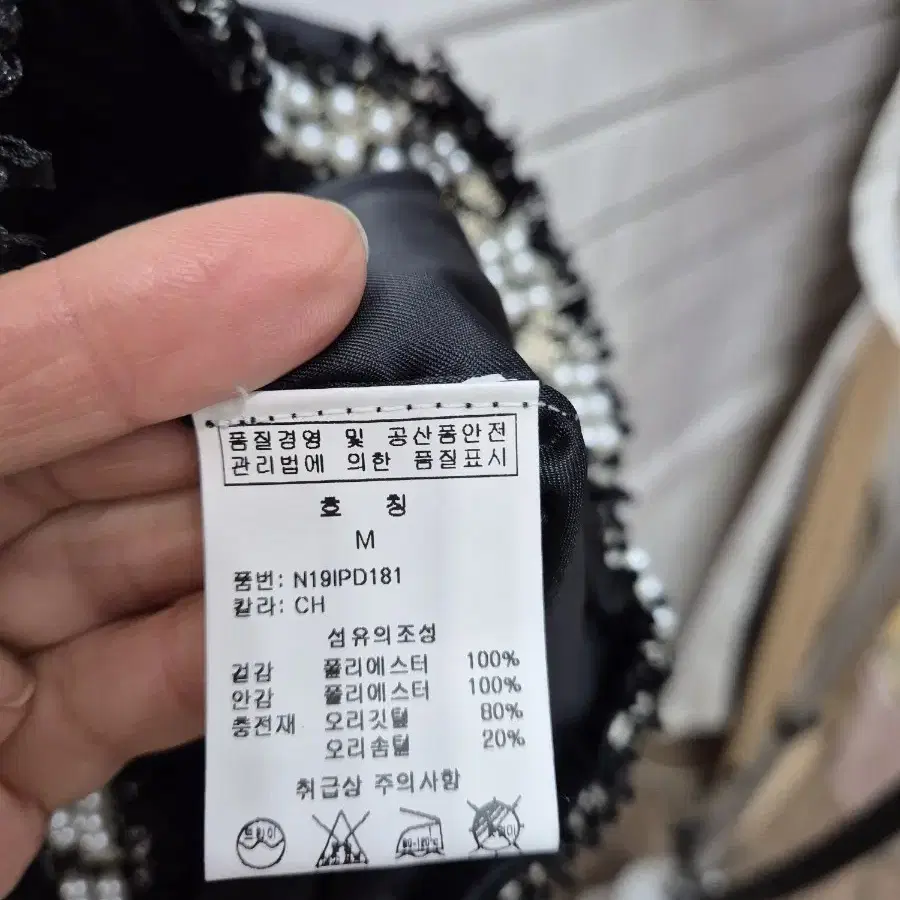 품질경영 및 공산품안전
관리법에 의한 품질표시
호 칭
M
품번: N19IPD181
칼라: CH
섬유의조성
겉감 폴리에스터 100%
안감 폴리에스터 100%
충전재 오리깃털 80%
오리솜털 20%
취급상 주의사항
드라이